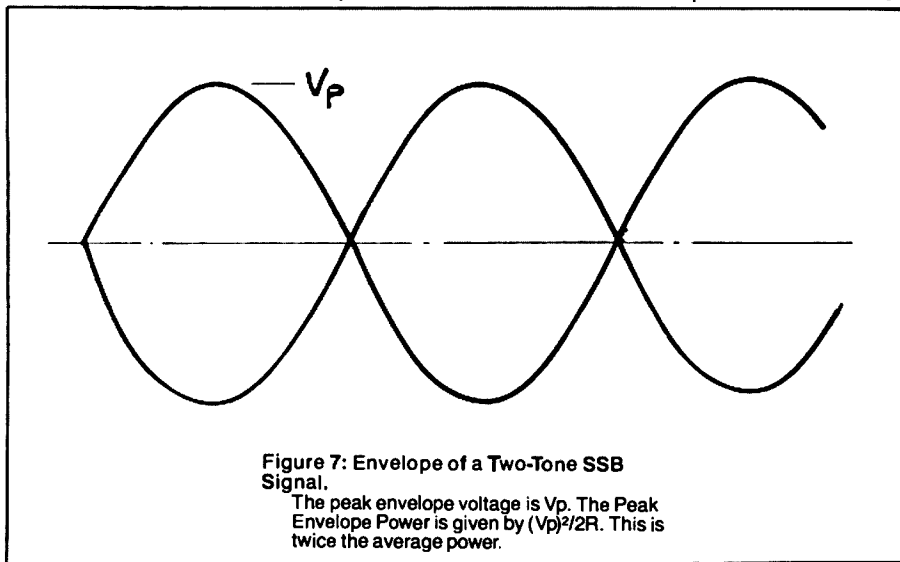 Vp
Figure 7: Envelope of a Two-Tone SSB
Signal.
The peak envelope voltage is Vp. The Peak
Envelope Power is given by (Vp)²/2R. This is
twice the average power.